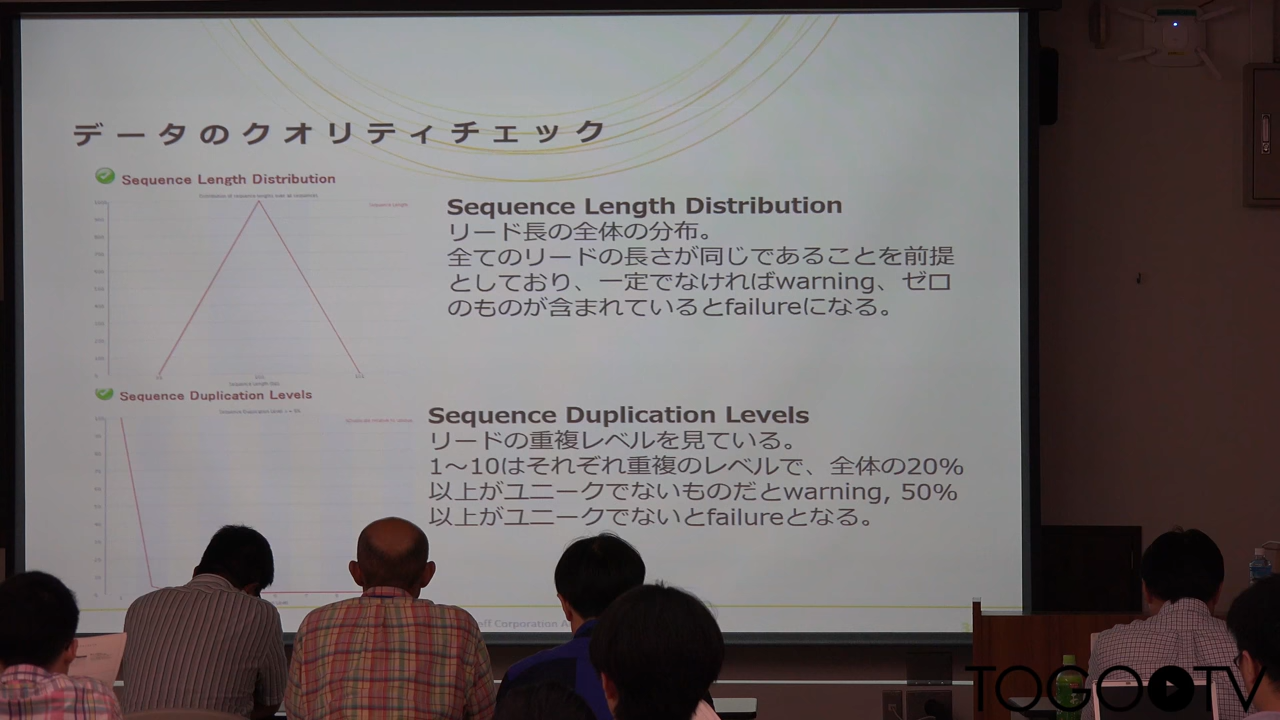 データのクオリティチェック
Sequence Length Distribution
Sequence Length Distribution
リード長の全体の分布。
全てのリードの長さが同じであることを前提
としており、一定でなければwarning、ゼロ
のものが含まれているとfailureになる。
Sequence Duplication Levels
Sequence Duplication Levels
リードの重複レベルを見ている。
1～10はそれぞれ重複のレベルで、全体の20%
以上がユニークでないものだとwarning, 50%
以上がユニークでないとfailureとなる。
Corporation
TOGOTV